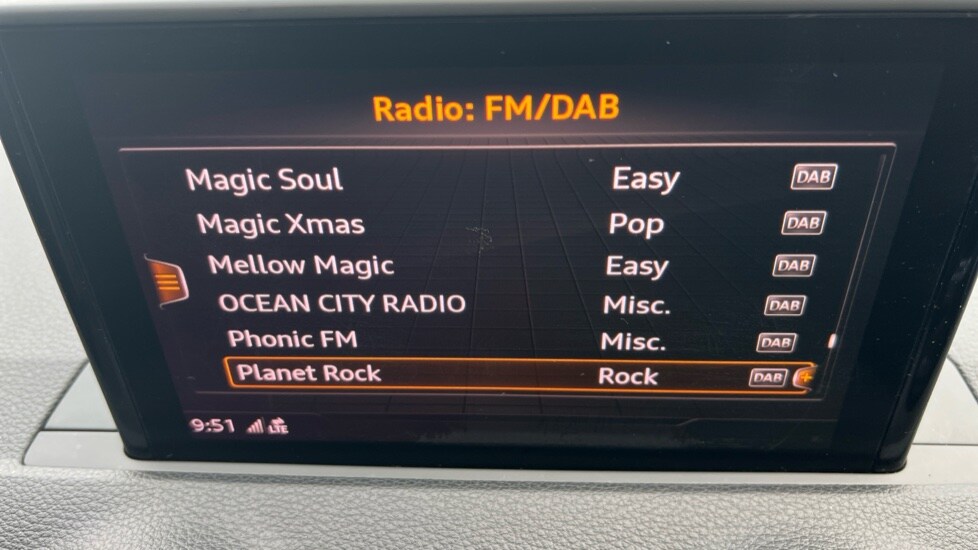 Radio: FM/DAB
Magic Soul Easy DAB
Magic Xmas Pop DAB
Mellow Magic Easy DAB
OCEAN CITY RADIO Misc. DAB
Phonic FM Misc. DAB
Planet Rock Rock DAB
9:51 LTE